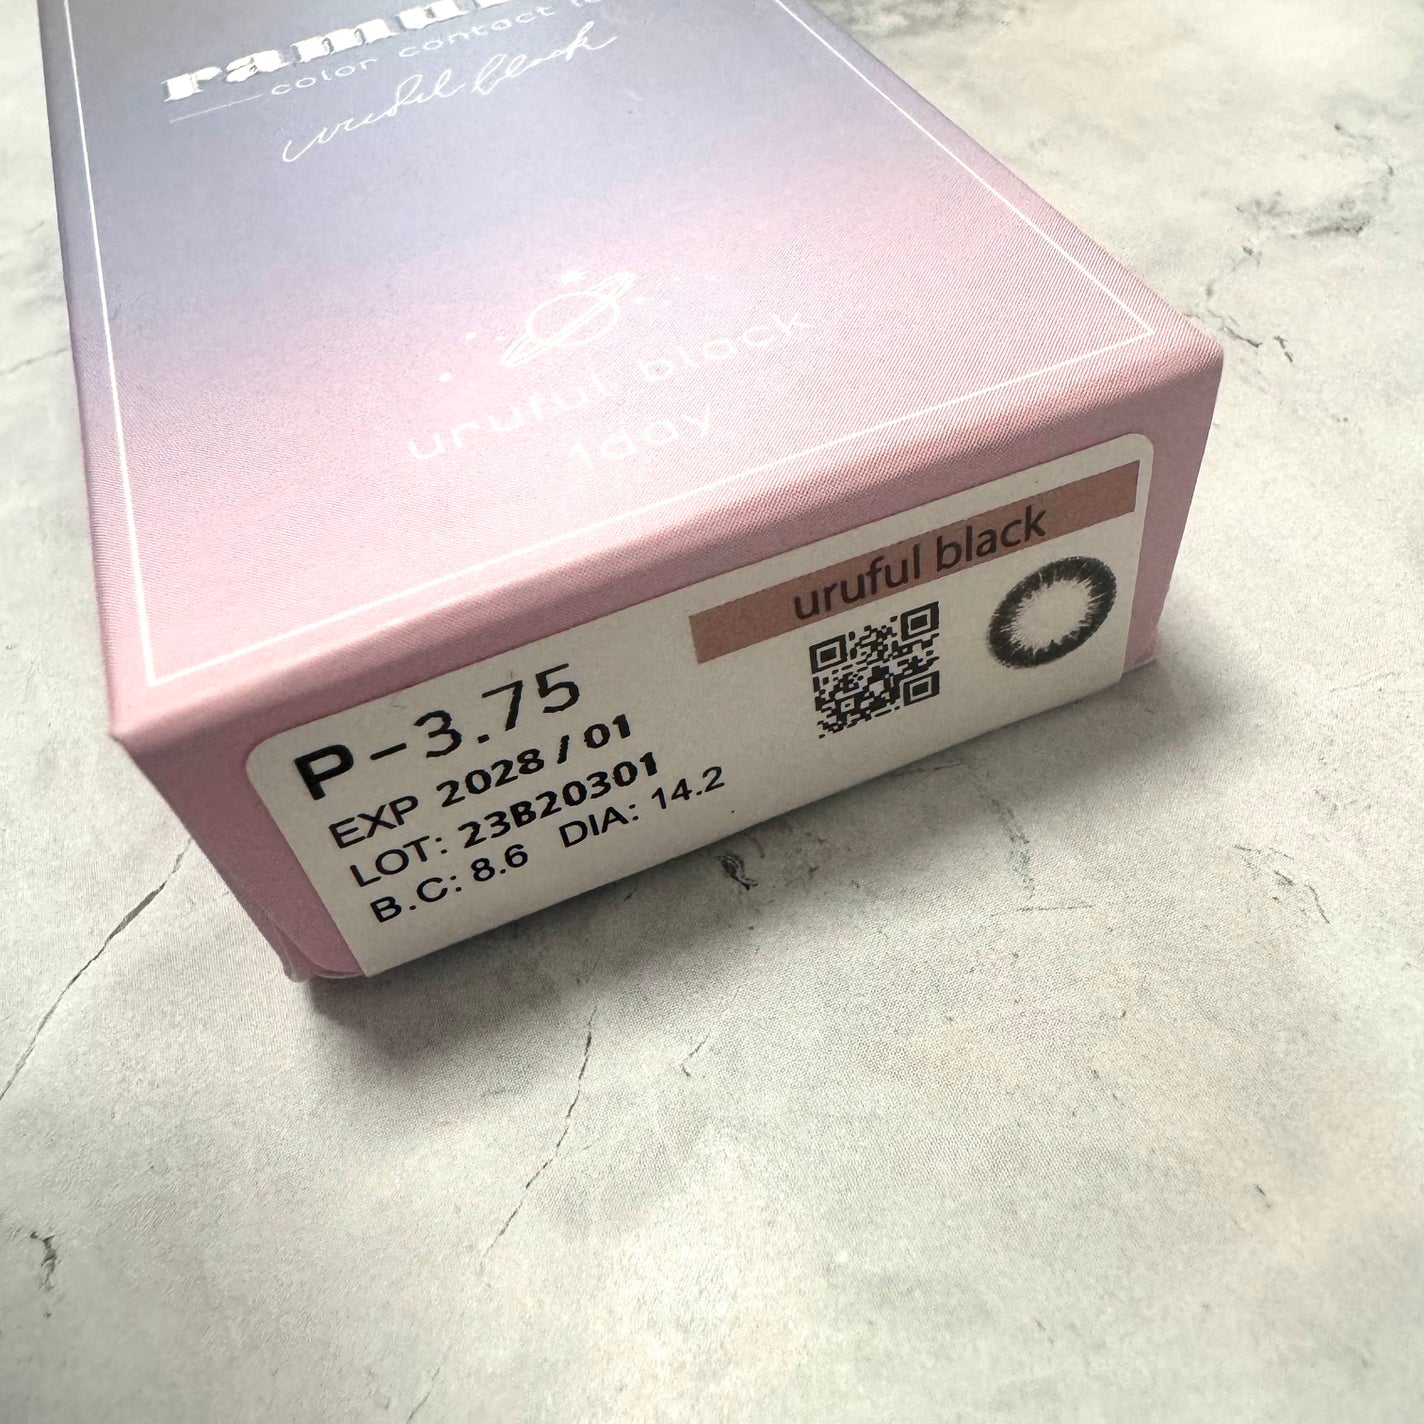 color contact
uruful black
uruful black
1day
uruful black
P-3.75
EXP 2028/01
LOT: 23B20301
B.C: 8.6 DIA: 14.2